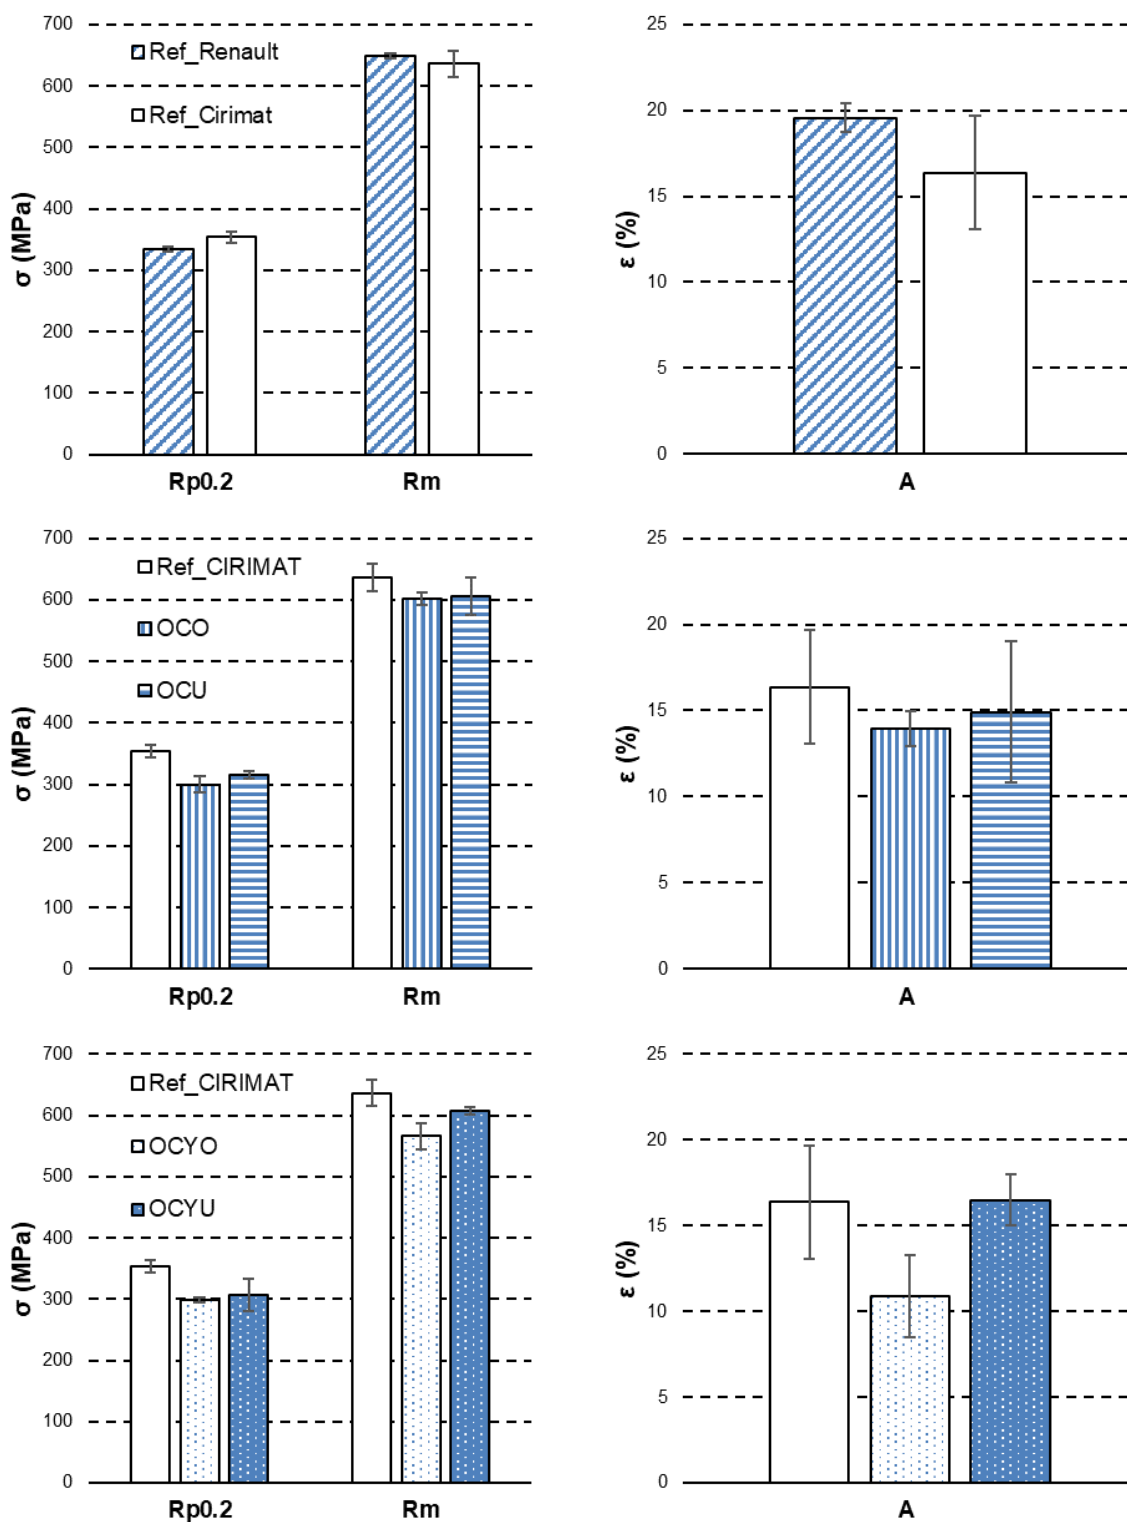 700
600
500
400
300
200
100
0
σ (MPa)
Ref_Renault
Ref_Cirimat
Rp0.2
Rm
25
20
15
10
5
0
ε (%)
A
700
600
500
400
300
200
100
0
σ (MPa)
Ref_CIRIMAT
OCO
OCU
Rp0.2
Rm
25
20
15
10
5
0
ε (%)
A
700
600
500
400
300
200
100
0
σ (MPa)
Ref_CIRIMAT
OCYO
OCYU
Rp0.2
Rm
25
20
15
10
5
0
ε (%)
A